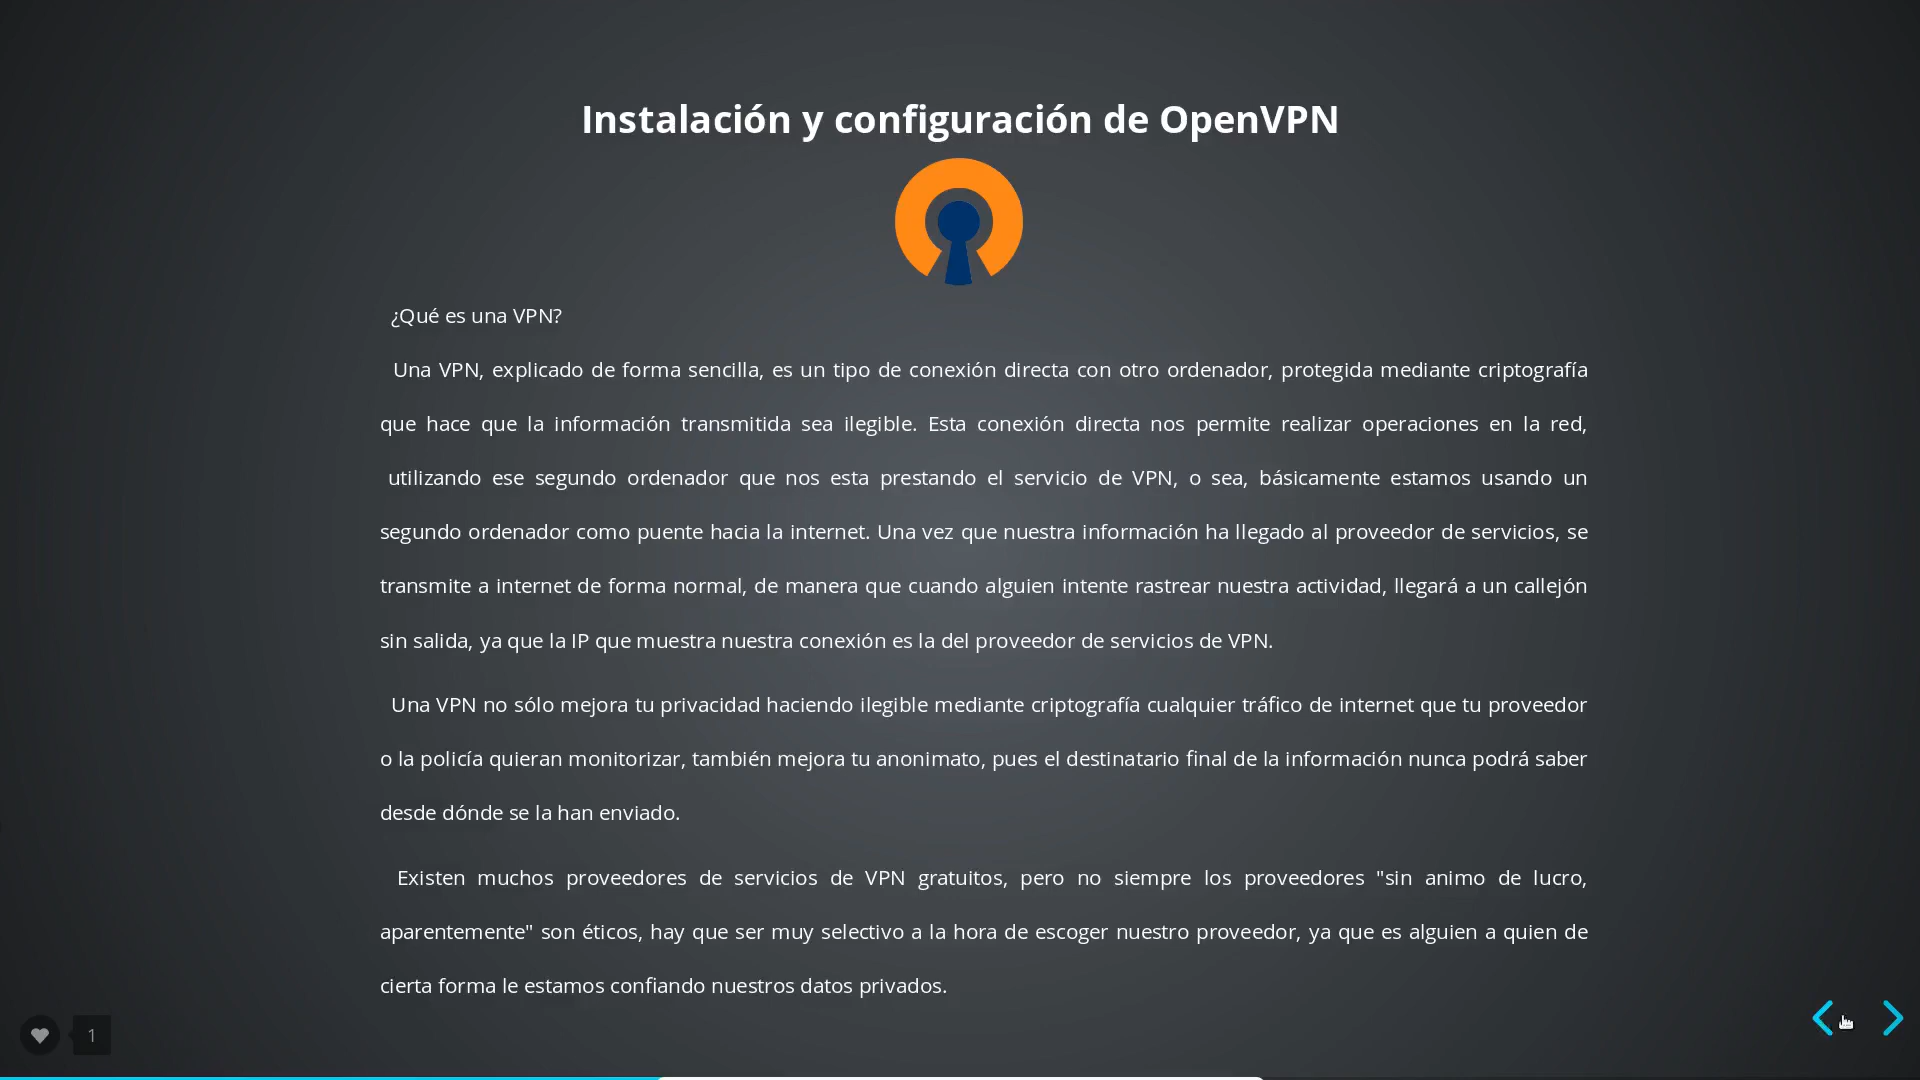 Instalación y configuración de OpenVPN
¿Qué es una VPN?
Una VPN, explicado de forma sencilla, es un tipo de conexión directa con otro ordenador, protegida mediante criptografía
que hace que la información transmitida sea ilegible. Esta conexión directa nos permite realizar operaciones en la red,
utilizando ese segundo ordenador que nos esta prestando el servicio de VPN, o sea, básicamente estamos usando un
segundo ordenador como puente hacia la internet. Una vez que nuestra información ha llegado al proveedor de servicios, se
transmite a internet de forma normal, de manera que cuando alguien intente rastrear nuestra actividad, llegará a un callejón
sin salida, ya que la IP que muestra nuestra conexión es la del proveedor de servicios de VPN.
Una VPN no sólo mejora tu privacidad haciendo ilegible mediante criptografía cualquier tráfico de internet que tu proveedor
o la policía quieran monitorizar, también mejora tu anonimato, pues el destinatario final de la información nunca podrá saber
desde dónde se la han enviado.
Existen muchos proveedores de servicios de VPN gratuitos, pero no siempre los proveedores "sin animo de lucro,
aparentemente" son éticos, hay que ser muy selectivo a la hora de escoger nuestro proveedor, ya que es alguien a quien de
cierta forma le estamos confiando nuestros datos privados.
1